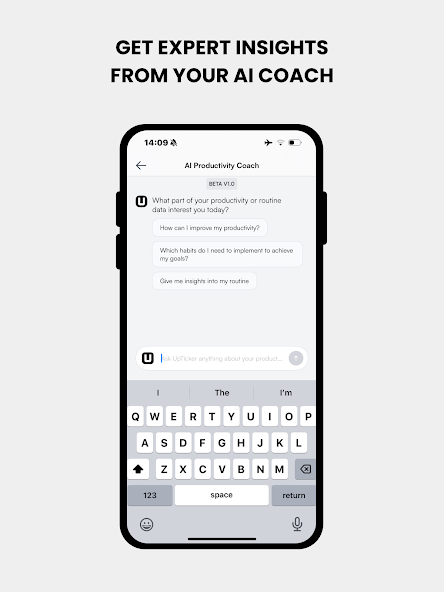 GET EXPERT INSIGHTS
FROM YOUR AI COACH
14:09
AI Productivity Coach
BETA V1.0
What part of your productivity or routine
data interest you today?
How can I improve my productivity?
Which habits do I need to implement to achieve
my goals?
Give me insights into my routine
Ask UpTicker anything about your product...
I The I'm
Q W E R T Y U I O P
A S D F G H J K L
Z X C V B N M
123 space return